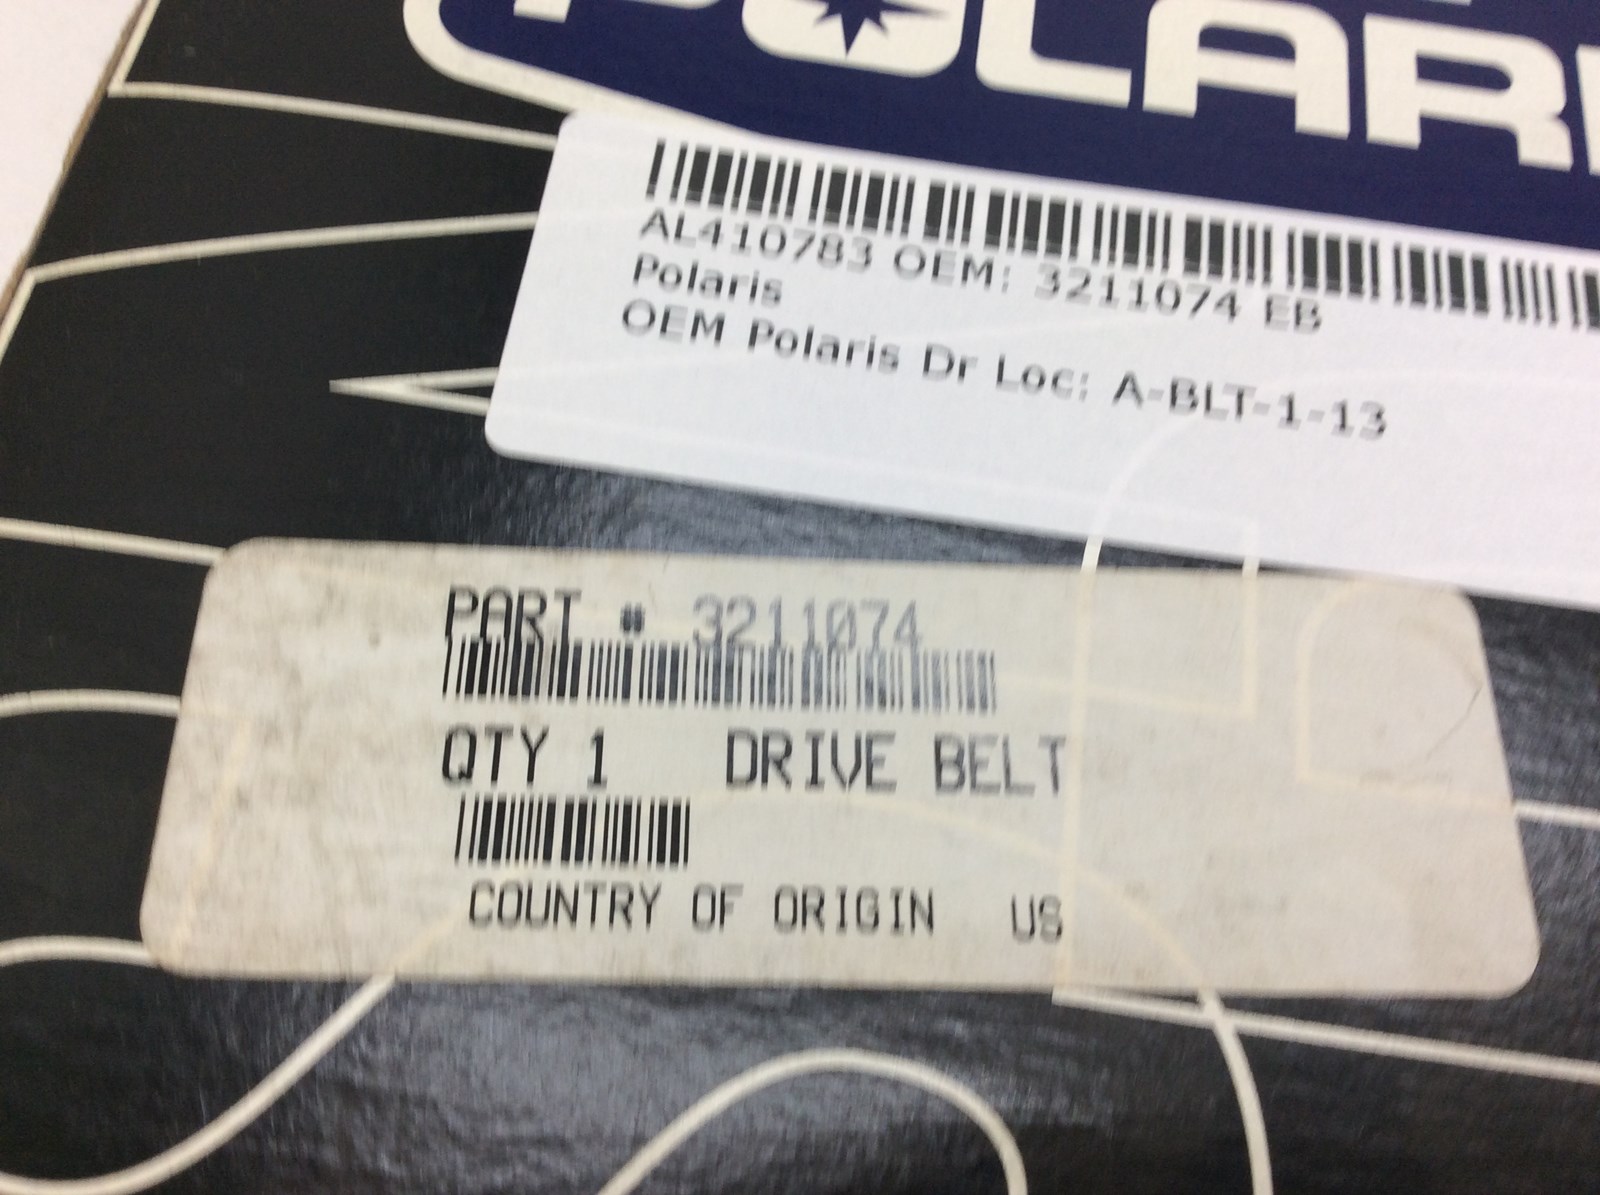 POLARI
AL410783 OEM: 3211074 EB
Polaris
OEM Polaris Dr Loc: A-BLT-1-13
PART # 3211074
QTY 1 DRIVE BELT
COUNTRY OF ORIGIN US